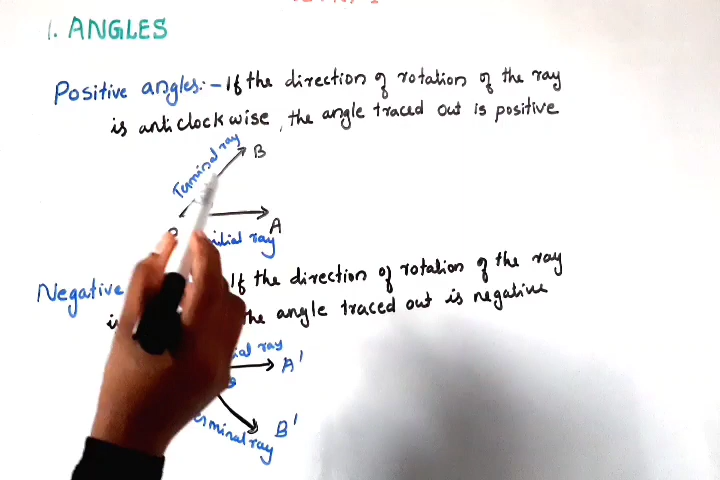 1. ANGLES
Positive angles:- If the direction of rotation of the ray
is anticlockwise, the angle traced out is positive
Terminal ray
B
A
ray
Negative If the direction of rotation of the ray
the angle traced out is negative
ray
A'
B'
ray